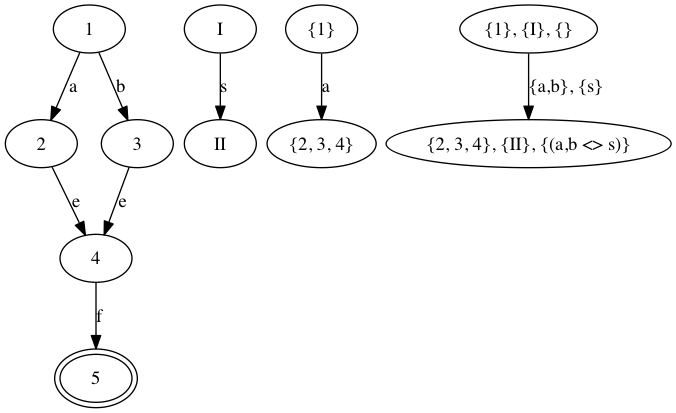 1
I
{1}
{1}, {I}, {}
a
b
s
a
{a,b}, {s}
2
3
II
{2, 3, 4}
{2, 3, 4}, {II}, {(a,b <> s)}
e
e
4
f
5